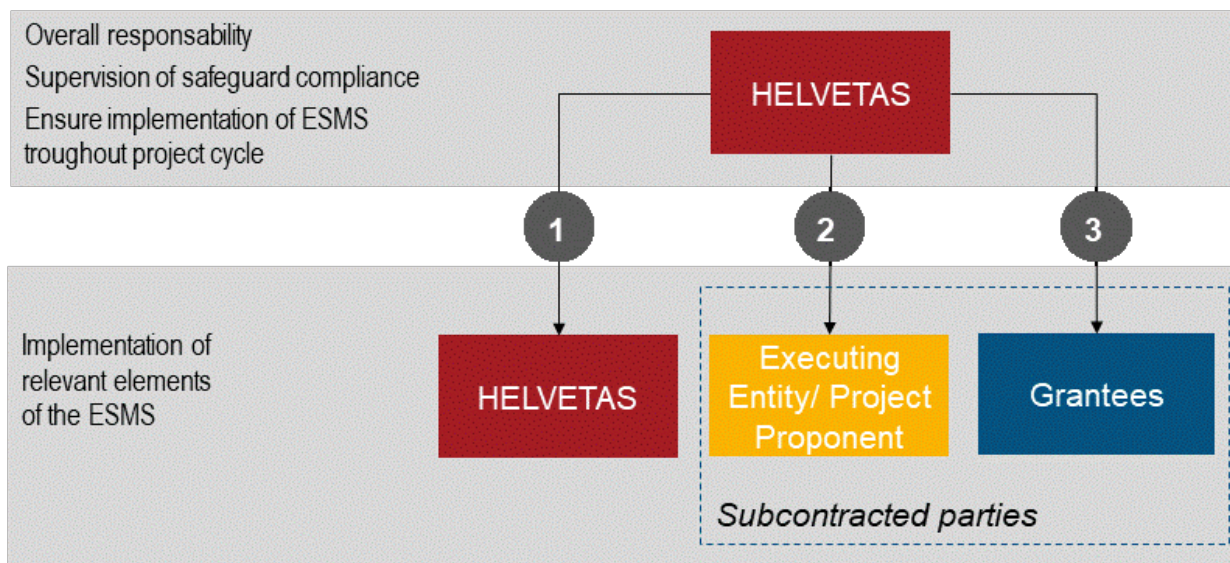 Overall responsability
Supervision of safeguard compliance
Ensure implementation of ESMS
troughout project cycle
HELVETAS
1
2
3
Implementation of
relevant elements
of the ESMS
HELVETAS
Executing
Entity/ Project
Proponent
Grantees
Subcontracted parties